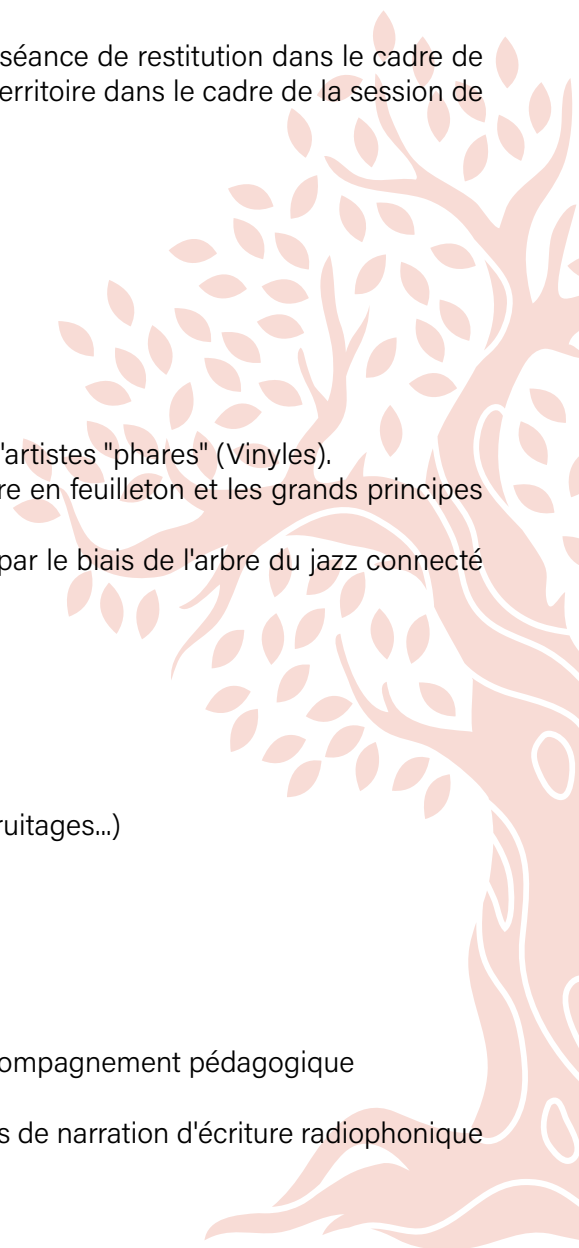 séance de restitution dans le cadre de
erritoire dans le cadre de la session de
'artistes "phares" (Vinyles).
re en feuilleton et les grands principes
par le biais de l'arbre du jazz connecté
ruitages...)
ompagnement pédagogique
s de narration d'écriture radiophonique